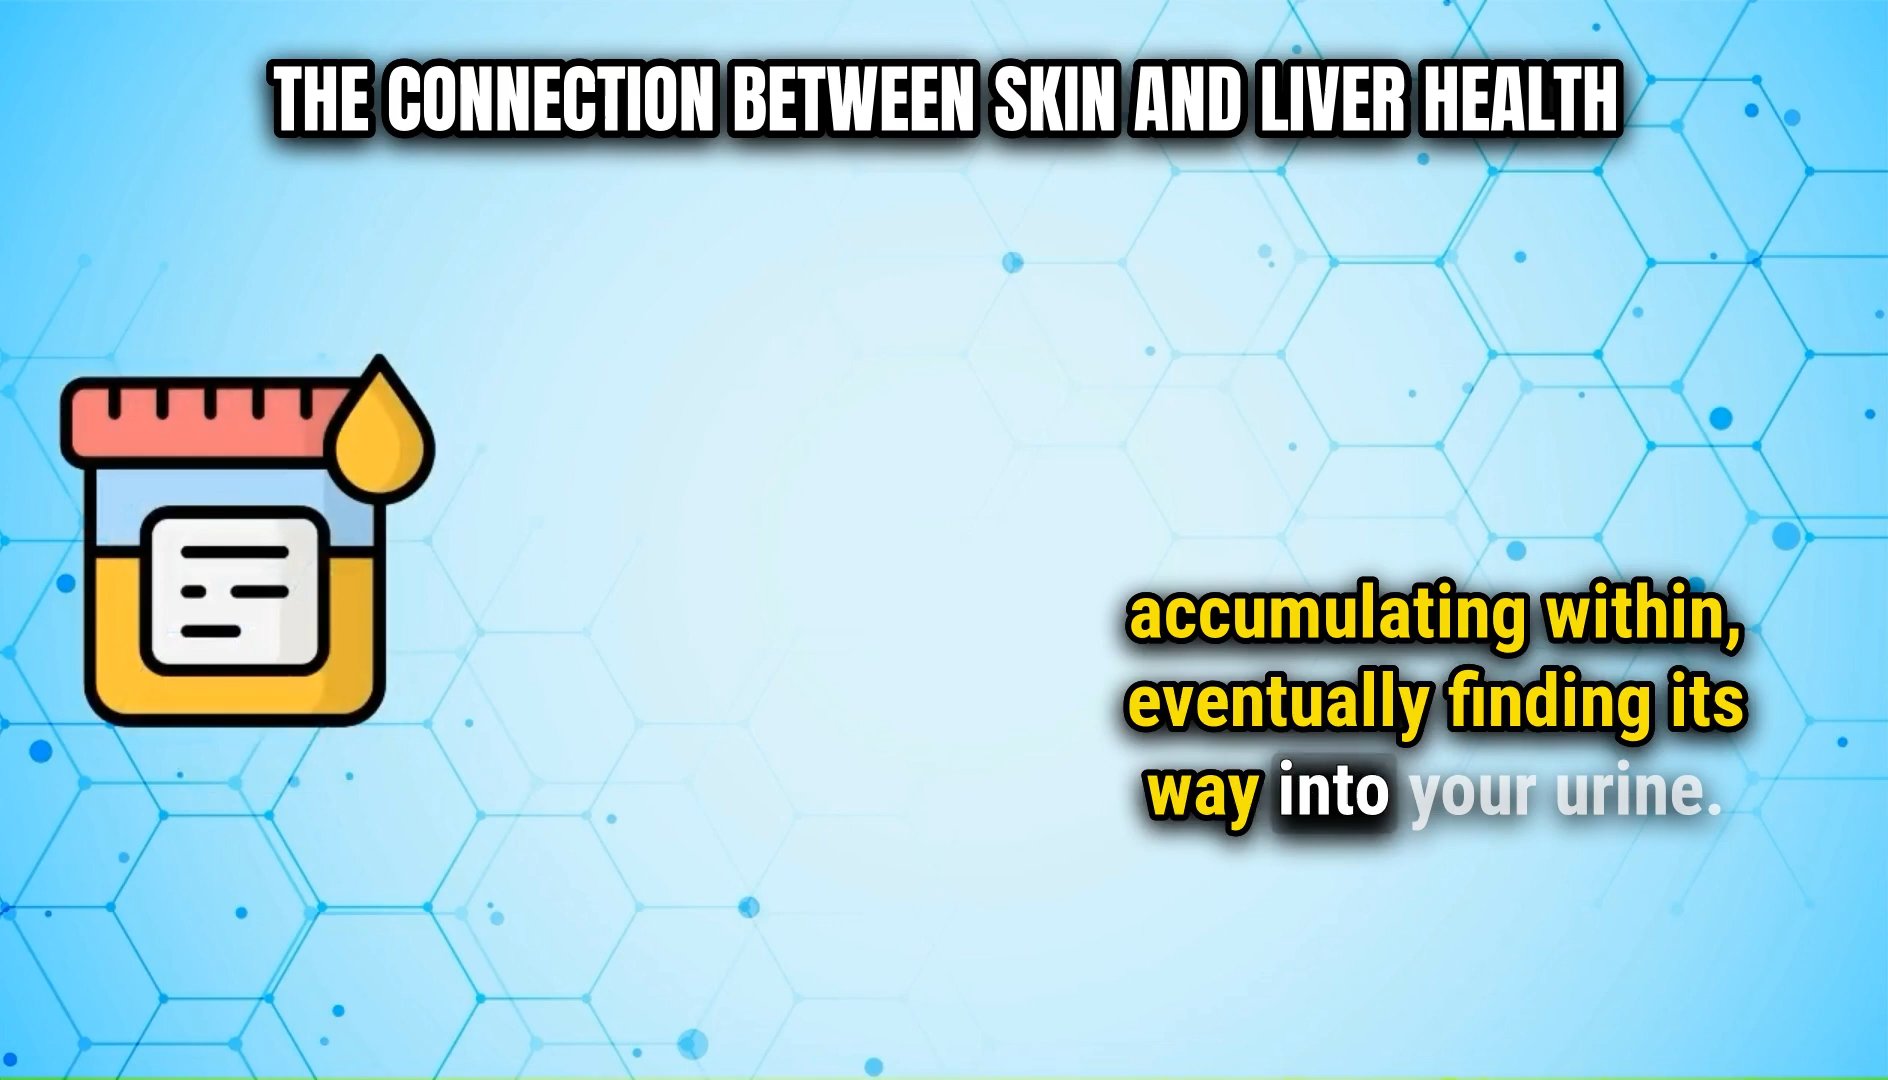 THE CONNECTION BETWEEN SKIN AND LIVER HEALTH
accumulating within,
eventually finding its
way into your urine.